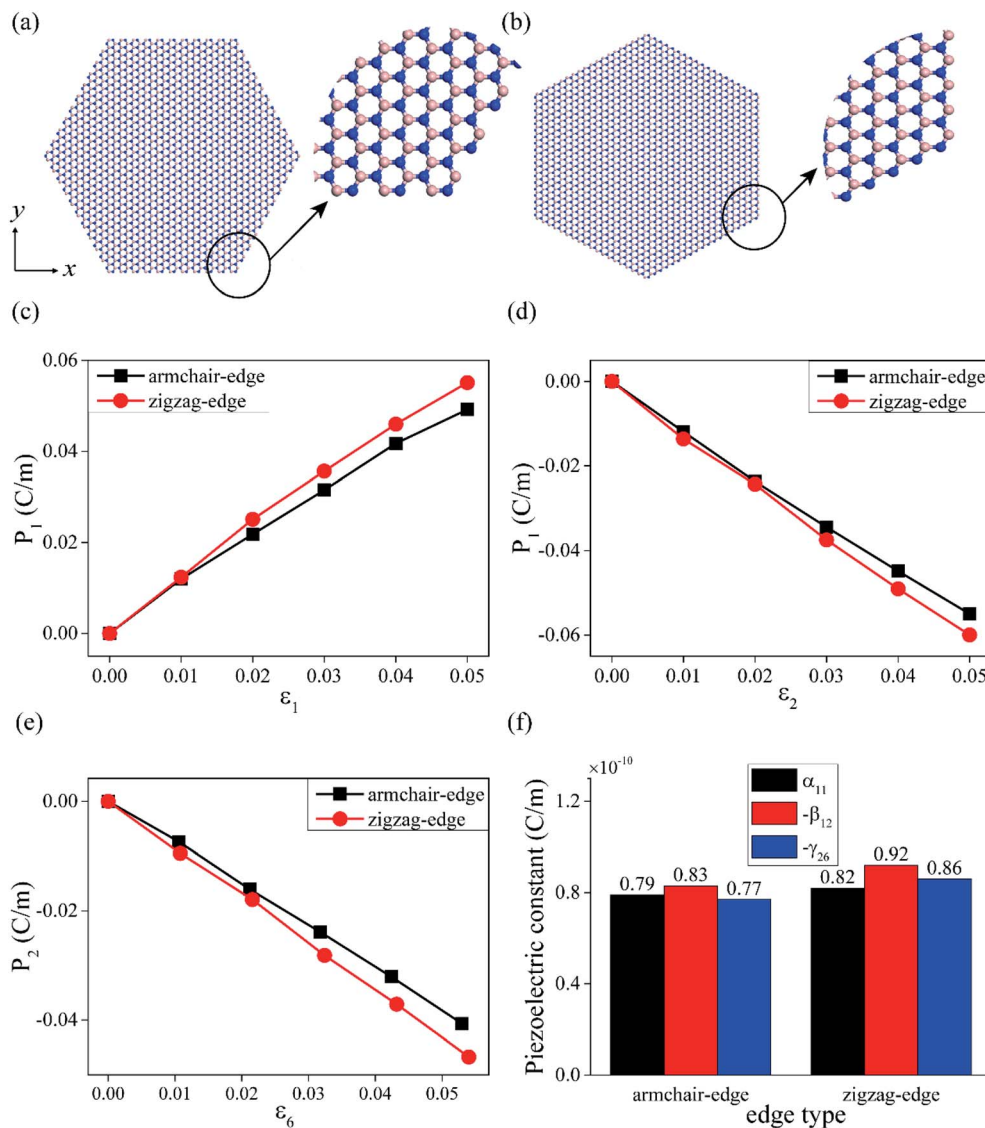 (a)
(b)
y
x
(c)
(d)
0.06
0.04
0.02
0.00
P₁ (C/m)
armchair-edge
zigzag-edge
0.00 0.01 0.02 0.03 0.04 0.05
ε₁
0.00
-0.02
-0.04
-0.06
P₁ (C/m)
armchair-edge
zigzag-edge
0.00 0.01 0.02 0.03 0.04 0.05
ε₂
(e)
(f)
0.00
-0.02
-0.04
P₂ (C/m)
armchair-edge
zigzag-edge
0.00 0.01 0.02 0.03 0.04 0.05
ε₆
×10⁻¹⁰
1.2
0.8
0.4
0.0
Piezoelectric constant (C/m)
α₁₁
-β₁₂
-γ₂₆
0.79 0.83 0.77 0.82 0.92 0.86
armchair-edge zigzag-edge
edge type